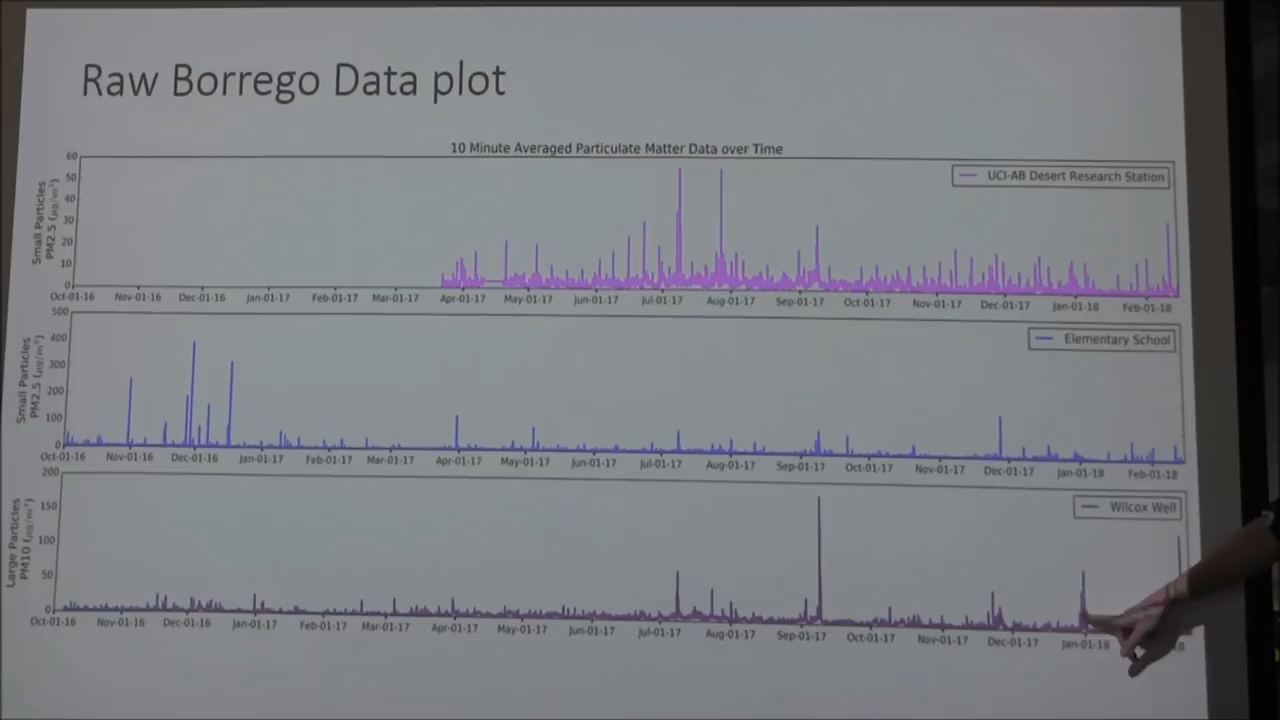 Raw Borrego Data plot
10 Minute Averaged Particulate Matter Data over Time
Small Particles
PM2.5 (μg/m³)
60
50
40
30
20
10
0
UCI-AB Desert Research Station
Oct-01-16 Nov-01-16 Dec-01-16 Jan-01-17 Feb-01-17 Mar-01-17 Apr-01-17 May-01-17 Jun-01-17 Jul-01-17 Aug-01-17 Sep-01-17 Oct-01-17 Nov-01-17 Dec-01-17 Jan-01-18 Feb-01-18
Small Particles
PM2.5 (μg/m³)
500
400
300
200
100
0
Elementary School
Oct-01-16 Nov-01-16 Dec-01-16 Jan-01-17 Feb-01-17 Mar-01-17 Apr-01-17 May-01-17 Jun-01-17 Jul-01-17 Aug-01-17 Sep-01-17 Oct-01-17 Nov-01-17 Dec-01-17 Jan-01-18 Feb-01-18
Large Particles
PM10 (μg/m³)
200
150
100
50
0
Wilcox Well
Oct-01-16 Nov-01-16 Dec-01-16 Jan-01-17 Feb-01-17 Mar-01-17 Apr-01-17 May-01-17 Jun-01-17 Jul-01-17 Aug-01-17 Sep-01-17 Oct-01-17 Nov-01-17 Dec-01-17 Jan-01-18